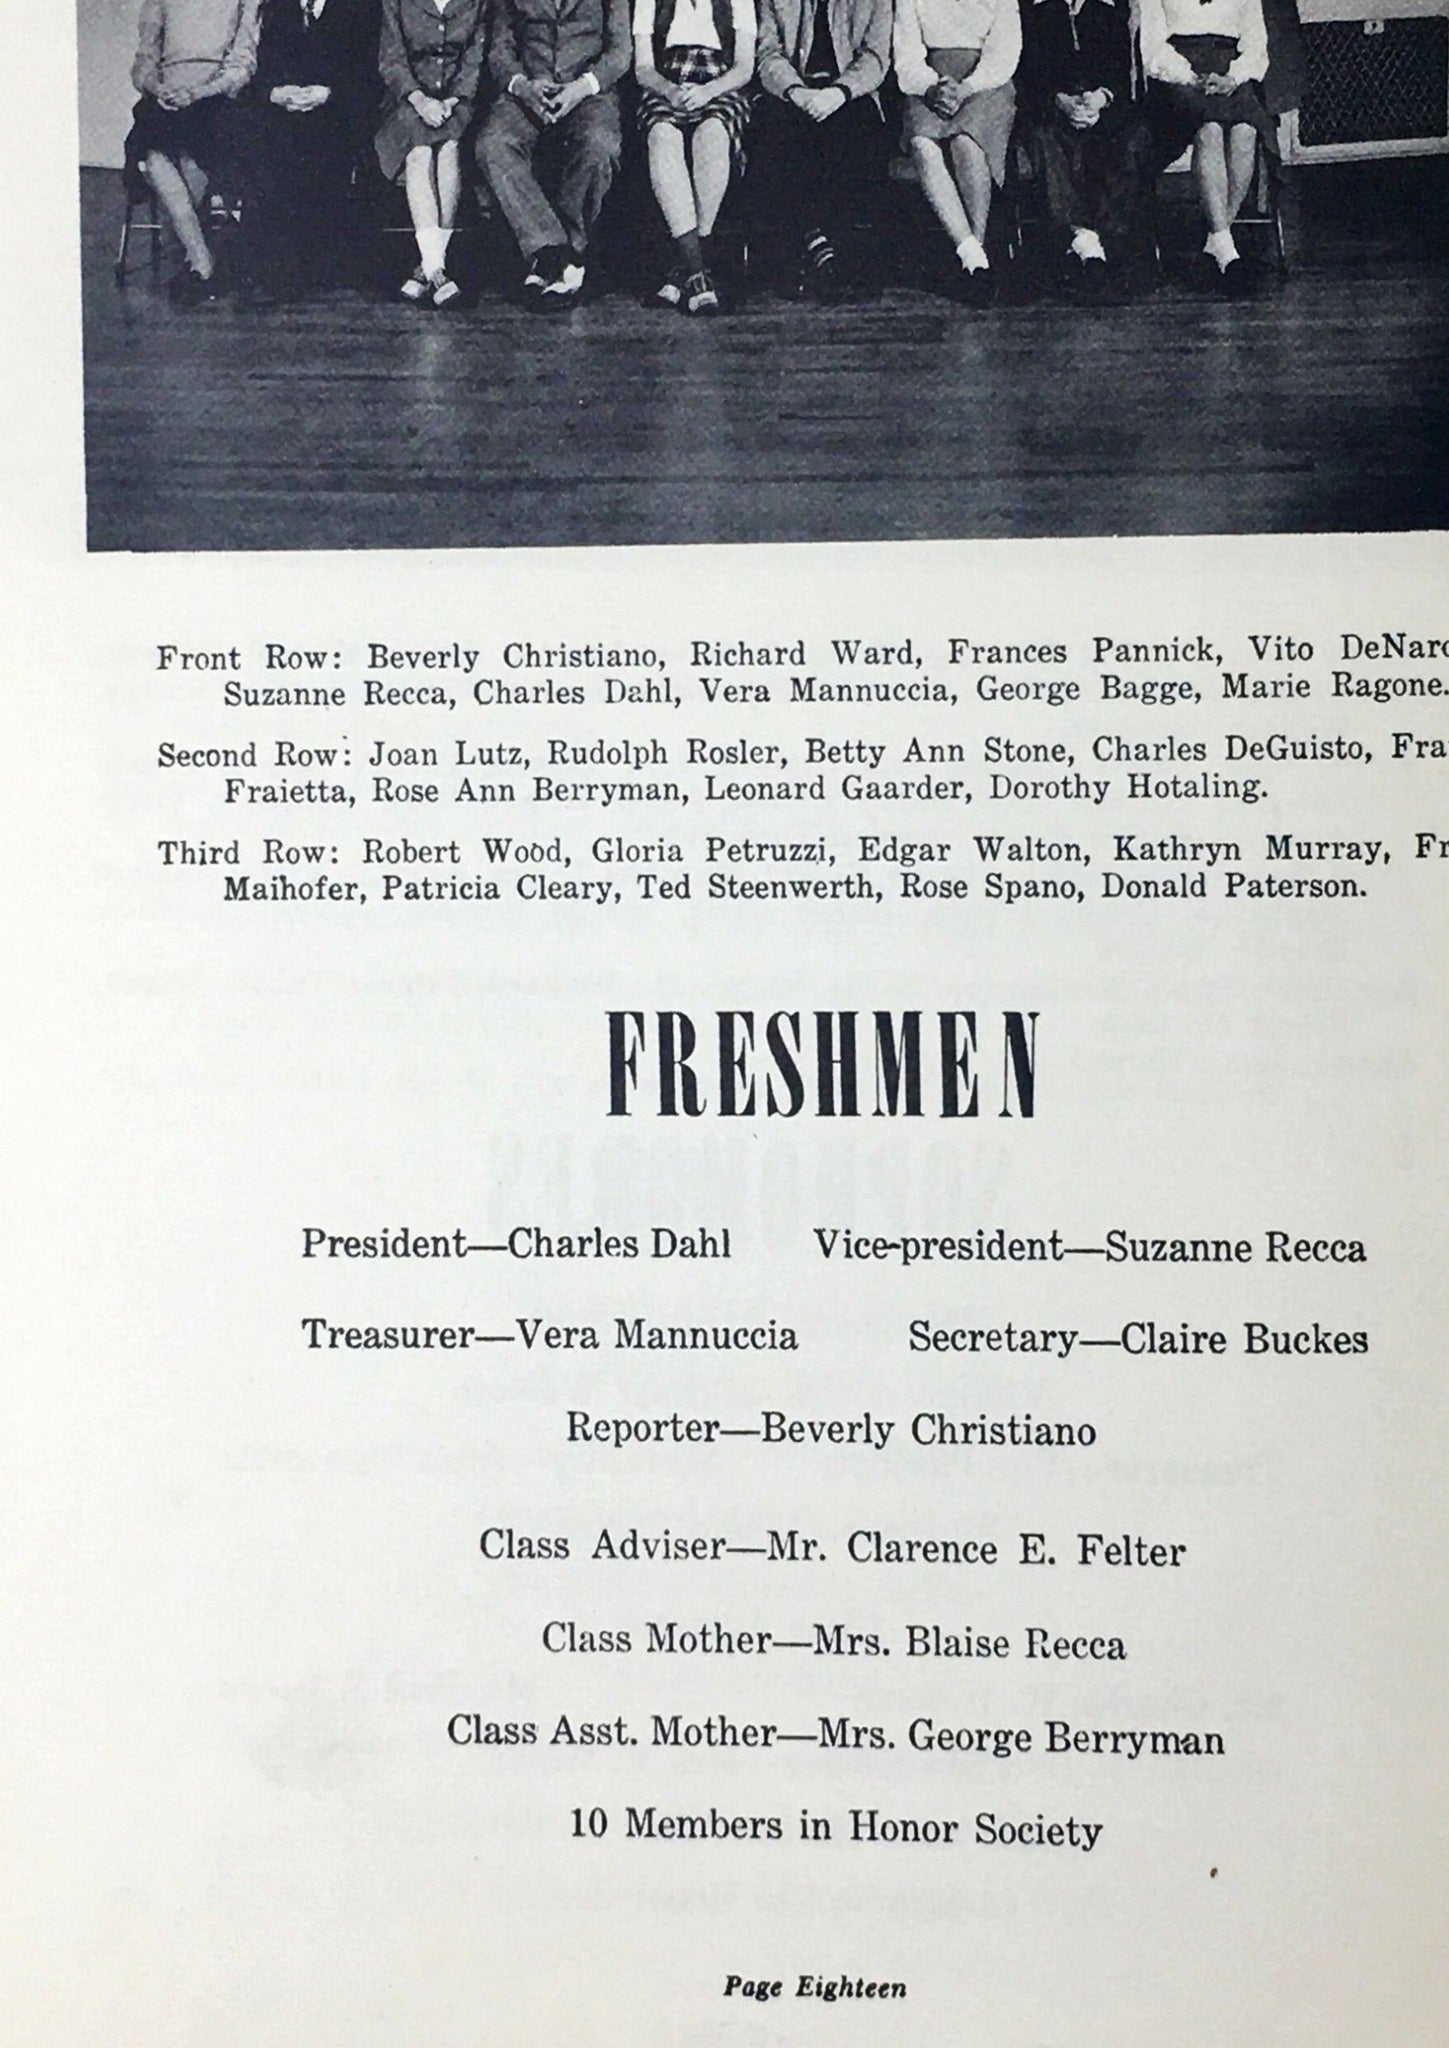 Front Row: Beverly Christiano, Richard Ward, Frances Pannick, Vito
Suzanne Recca, Charles Dahl, Vera Mannuccia, George Bagge, Marie Ragone.
Second Row: Joan Lutz, Rudolph Rosler, Betty Ann Stone, Charles DeGuisto,
Fraietta, Rose Ann Berryman, Leonard Gaarder, Dorothy Hotaling.
Third Row: Robert Wood, Gloria Petruzzi, Edgar Walton, Kathryn Murray,
Maihofer, Patricia Cleary, Ted Steenwerth, Rose Spano, Donald Paterson.
FRESHMEN
President—Charles Dahl Vice-president—Suzanne Recca
Treasurer—Vera Mannuccia Secretary—Claire Buckes
Reporter—Beverly Christiano
Class Adviser—Mr. Clarence E. Felter
Class Mother—Mrs. Blaise Recca
Class Asst. Mother—Mrs. George Berryman
10 Members in Honor Society
Page Eighteen